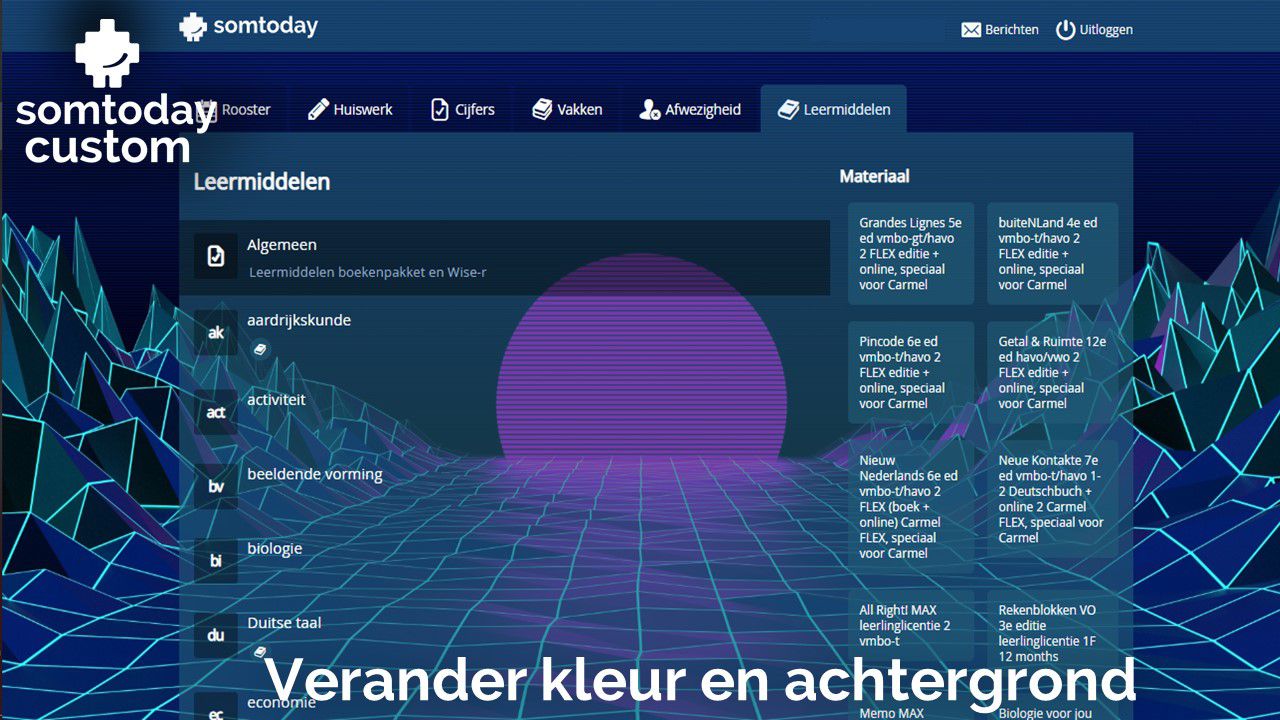 somtoday
Berichten
Uitloggen
somtoday
custom
Rooster
Huiswerk
Cijfers
Vakken
Afwezigheid
Leermiddelen
Leermiddelen
Algemeen
Leermiddelen boekenpakket en Wise-r
ak
aardrijkskunde
act
activiteit
bv
beeldende vorming
bi
biologie
du
Duitse taal
ec
economie
Materiaal
Grandes Lignes 5e
ed vmbo-gt/havo
2 FLEX editie +
online, speciaal
voor Carmel
buiteNLand 4e ed
vmbo-t/havo 2
FLEX editie +
online, speciaal
voor Carmel
Pincode 6e ed
vmbo-t/havo 2
FLEX editie +
online, speciaal
voor Carmel
Getal & Ruimte 12e
ed havo/vwo 2
FLEX editie +
online, speciaal
voor Carmel
Nieuw
Nederlands 6e ed
vmbo-t/havo 2
FLEX (boek +
online) Carmel
FLEX, speciaal
voor Carmel
Neue Kontakte 7e
ed vmbo-t/havo 1-
2 Deutschbuch +
online 2 Carmel
FLEX, speciaal voor
Carmel
All Right! MAX
leerlinglicentie 2
vmbo-t
Rekenblokken VO
3e editie
leerlinglicentie 1F
12 months
Memo MAX
Biologie voor jou
Verander kleur en achtergrond